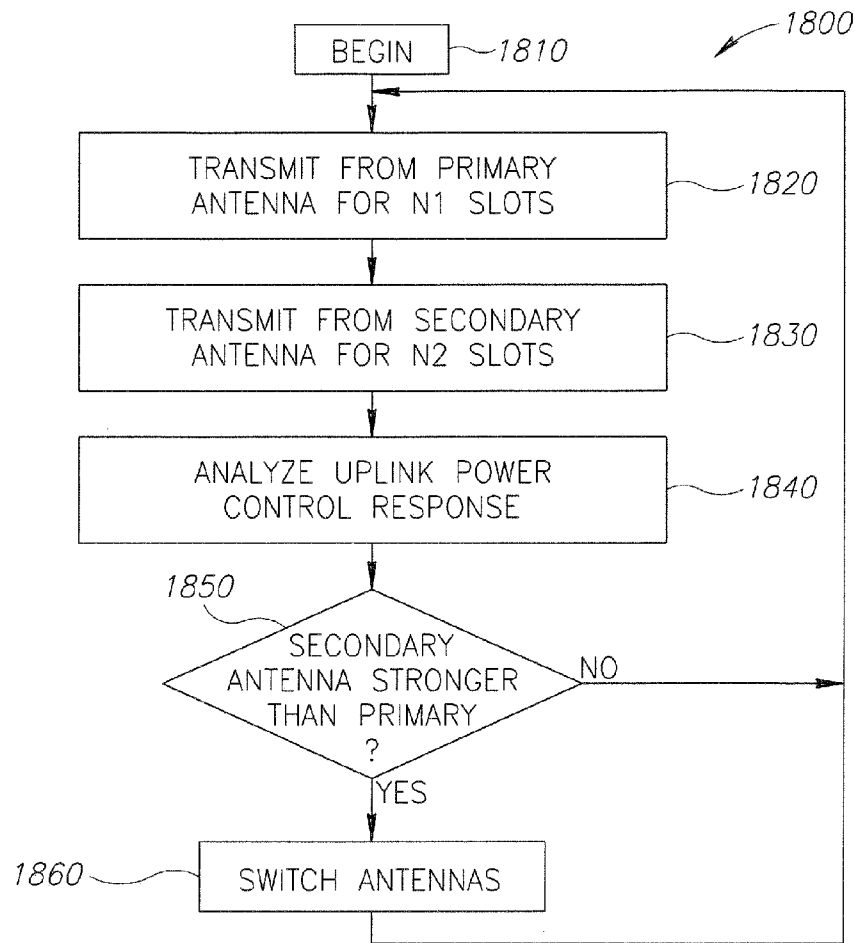 1800
BEGIN
1810
TRANSMIT FROM PRIMARY
ANTENNA FOR N1 SLOTS
1820
TRANSMIT FROM SECONDARY
ANTENNA FOR N2 SLOTS
1830
ANALYZE UPLINK POWER
CONTROL RESPONSE
1840
1850
SECONDARY
ANTENNA STRONGER
THAN PRIMARY
?
NO
YES
1860
SWITCH ANTENNAS